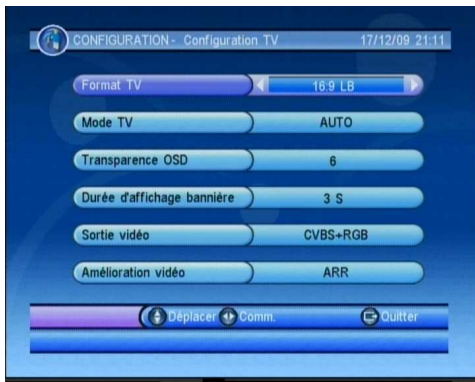 CONFIGURATION - Configuration TV 17/12/09 21:11
Format TV 16:9 LB
Mode TV AUTO
Transparence OSD 6
Durée d'affichage bannière 3 S
Sortie vidéo CVBS+RGB
Amélioration vidéo ARR
Déplacer Comm. Quitter